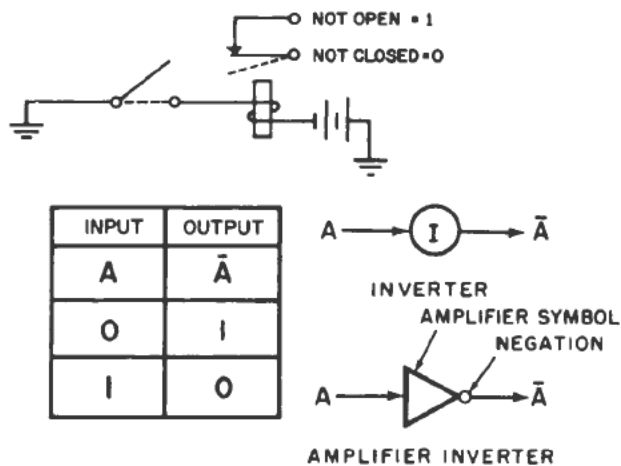 NOT OPEN = 1
NOT CLOSED = 0
INPUT OUTPUT
A Ā
0 1
1 0
A I Ā
INVERTER
AMPLIFIER SYMBOL
NEGATION
A Ā
AMPLIFIER INVERTER